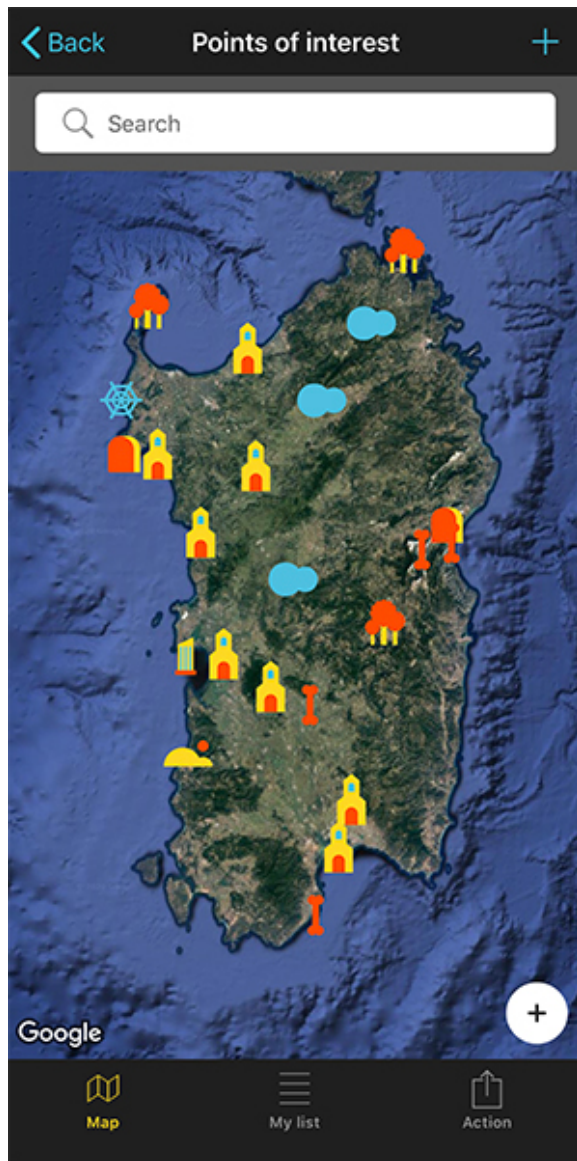 Back
Points of interest
Search
Google
Map
My list
Action